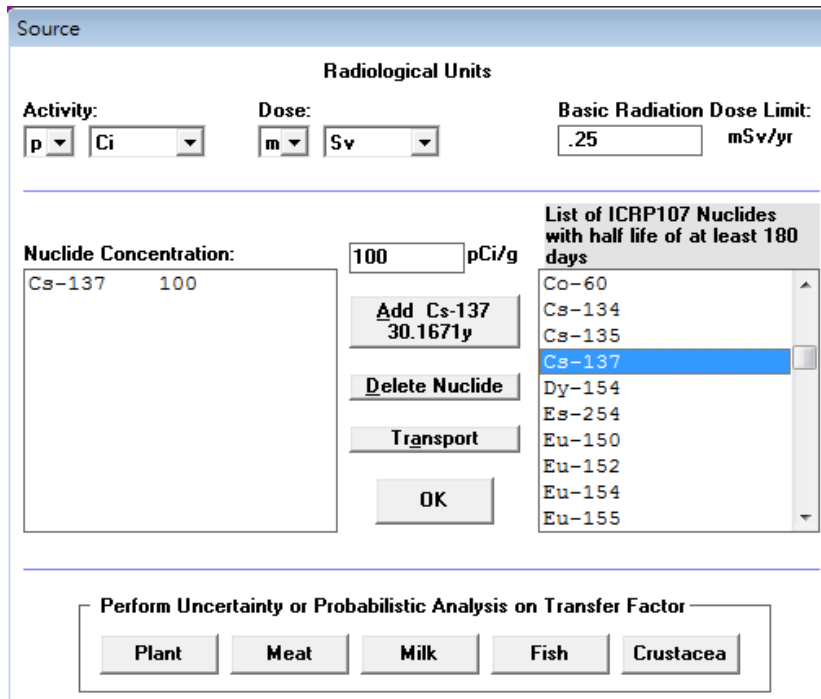 Source
Radiological Units
Activity:
Dose:
Basic Radiation Dose Limit:
p
Ci
m
Sv
.25
mSv/yr
List of ICRP107 Nuclides
with half life of at least 180
days
Nuclide Concentration:
100
pCi/g
Cs-137 100
Add Cs-137
30.1671y
Delete Nuclide
Transport
OK
Co-60
Cs-134
Cs-135
Cs-137
Dy-154
Es-254
Eu-150
Eu-152
Eu-154
Eu-155
Perform Uncertainty or Probabilistic Analysis on Transfer Factor
Plant
Meat
Milk
Fish
Crustacea